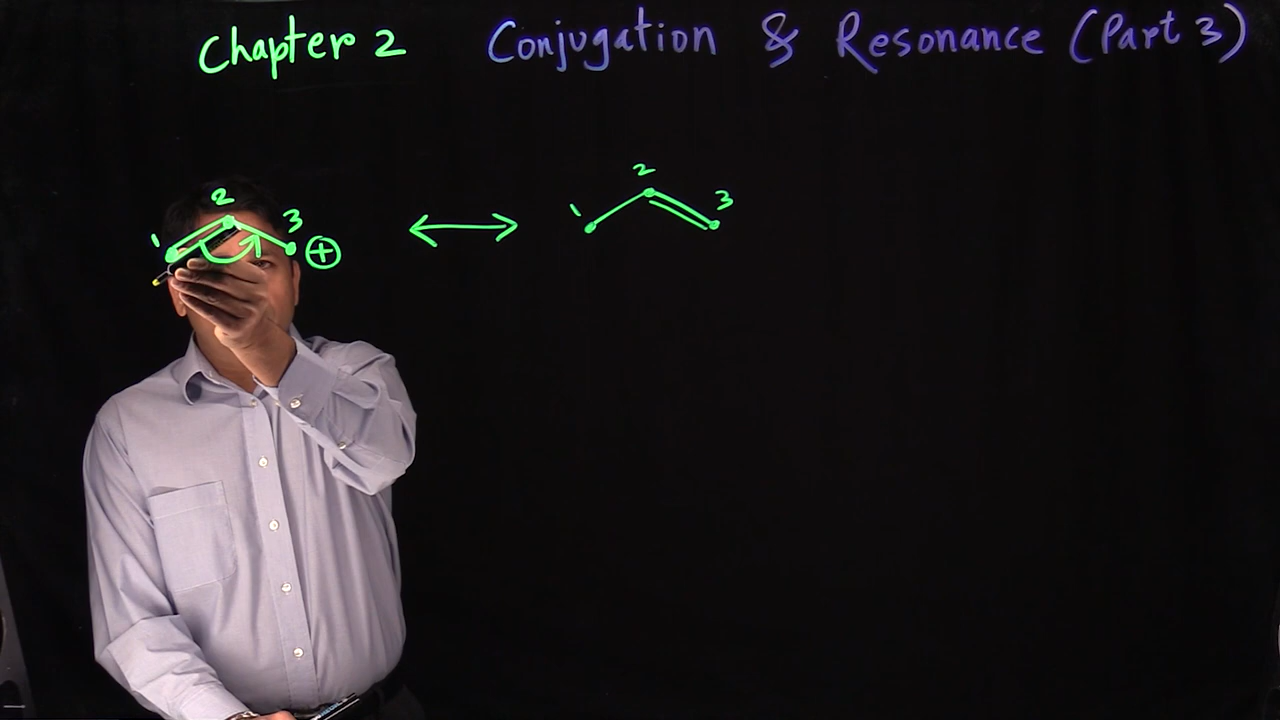 Chapter 2 Conjugation & Resonance (Part 3)
1 2 3 ⊕ ↔ 1 2 3